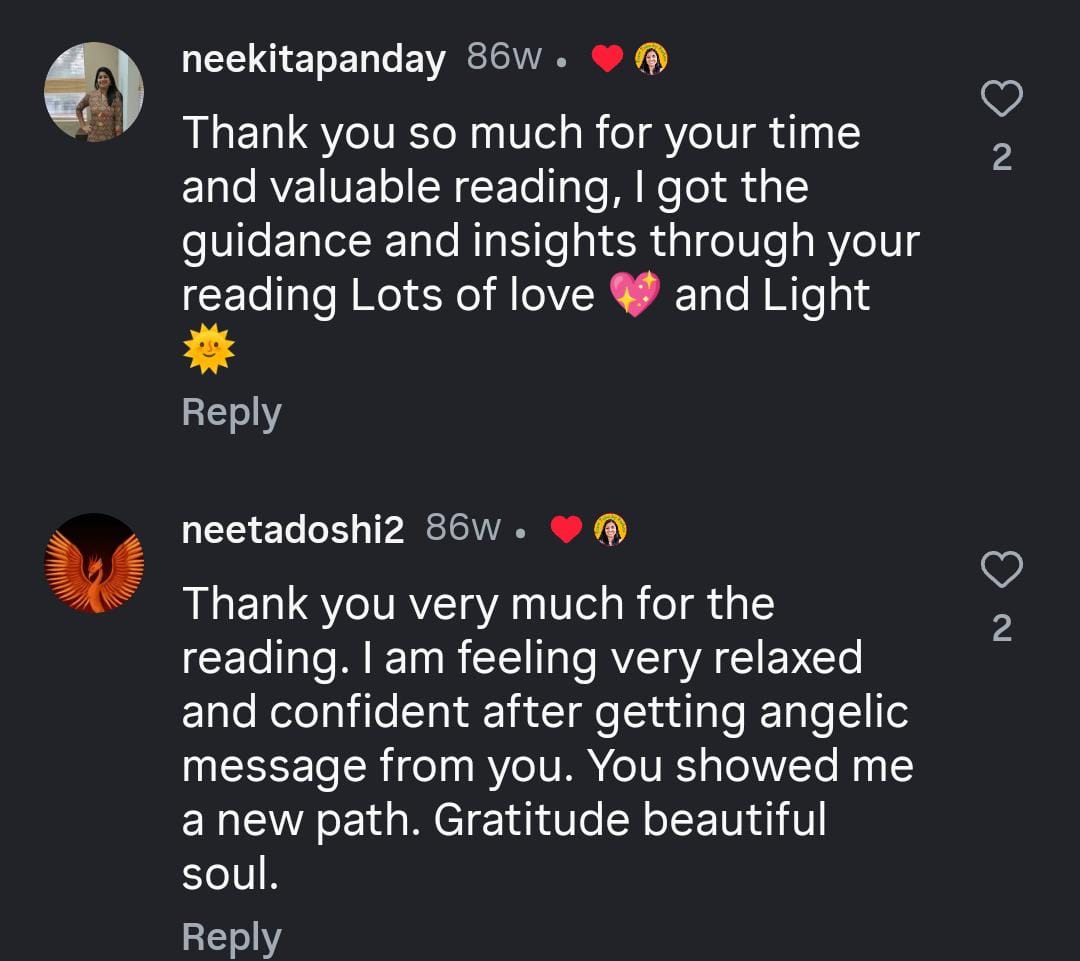 neekitapanday 86w •
Thank you so much for your time
and valuable reading, I got the
guidance and insights through your
reading Lots of love 💖 and Light
🌞
2
Reply
neetadoshi2 86w •
Thank you very much for the
reading. I am feeling very relaxed
and confident after getting angelic
message from you. You showed me
a new path. Gratitude beautiful
soul.
2
Reply